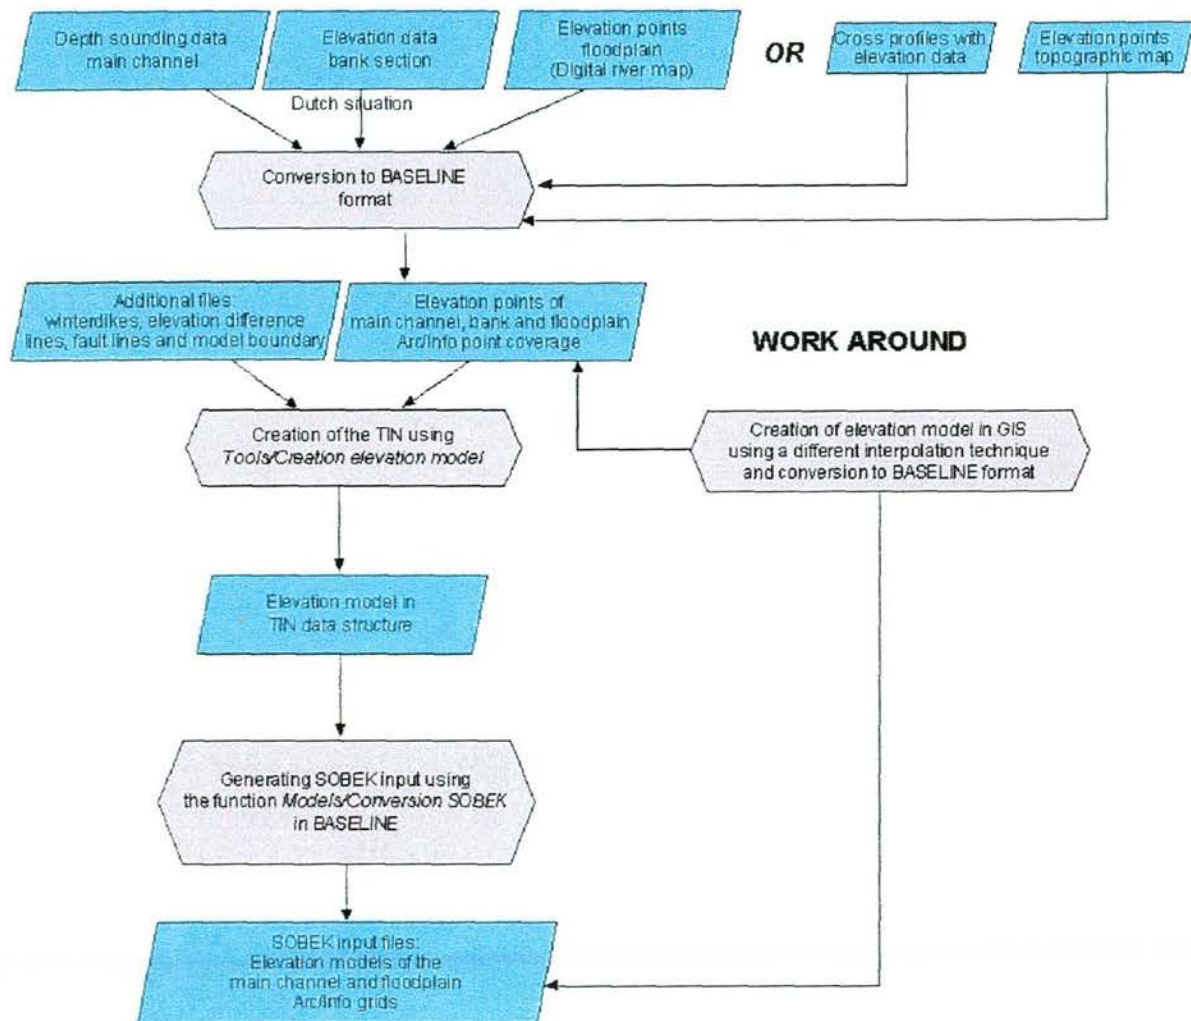 Depth sounding data
main channel
Elevation data
bank section
Elevation points
floodplain
(Digital river map)
OR
Cross profiles with
elevation data
Elevation points
topographic map
Dutch situation
Conversion to BASELINE
format
Additional files:
winterdikes, elevation difference
lines, fault lines and model boundary
Elevation points of
main channel, bank and floodplain
Arc/Info point coverage
WORK AROUND
Creation of the TIN using
Tools/Creation elevation model
Creation of elevation model in GIS
using a different interpolation technique
and conversion to BASELINE format
Elevation model in
TIN data structure
Generating SOBEK input using
the function Models/Conversion SOBEK
in BASELINE
SOBEK input files:
Elevation models of the
main channel and floodplain
Arc/Info grids